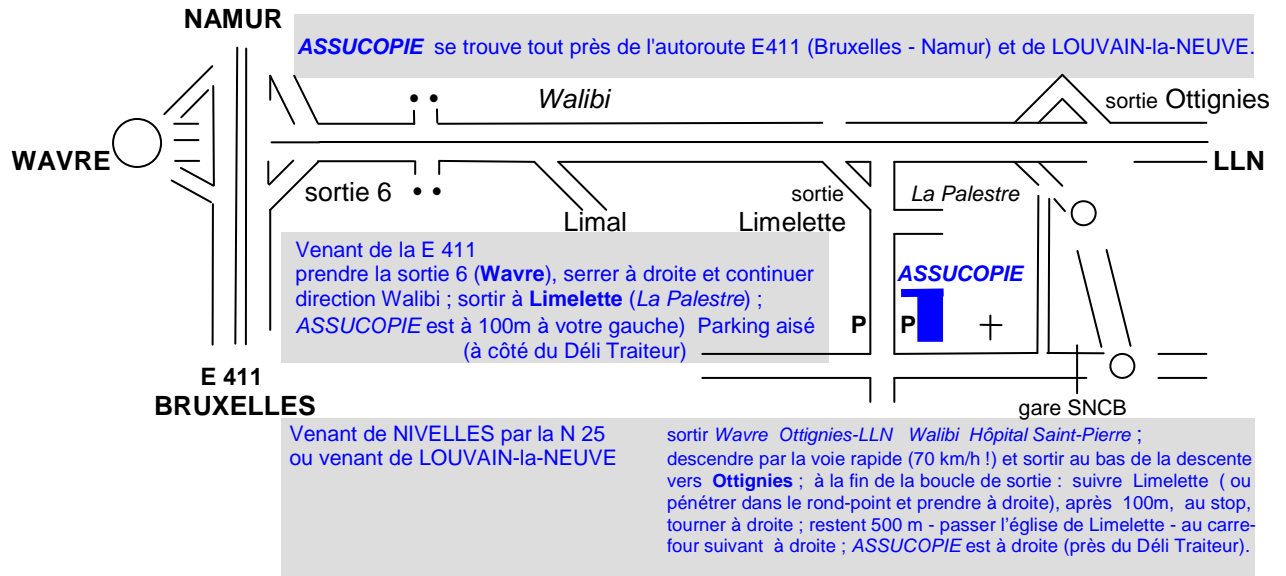 NAMUR
ASSUCOPIE se trouve tout près de l'autoroute E411 (Bruxelles - Namur) et de LOUVAIN-la-NEUVE.
Walibi
sortie Ottignies
WAVRE
LLN
sortie 6
Limal
sortie
Limelette
La Palestre
Venant de la E 411
prendre la sortie 6 (Wavre), serrer à droite et continuer
direction Walibi ; sortir à Limelette (La Palestre) ;
ASSUCOPIE est à 100m à votre gauche) Parking aisé
(à côté du Déli Traiteur)
ASSUCOPIE
P P
E 411
BRUXELLES
gare SNCB
Venant de NIVELLES par la N 25
ou venant de LOUVAIN-la-NEUVE
sortir Wavre Ottignies-LLN Walibi Hôpital Saint-Pierre ;
descendre par la voie rapide (70 km/h !) et sortir au bas de la descente
vers Ottignies ; à la fin de la boucle de sortie : suivre Limelette ( ou
pénétrer dans le rond-point et prendre à droite), après 100m, au stop,
tourner à droite ; restent 500 m - passer l'église de Limelette - au carre-
four suivant à droite ; ASSUCOPIE est à droite (près du Déli Traiteur).